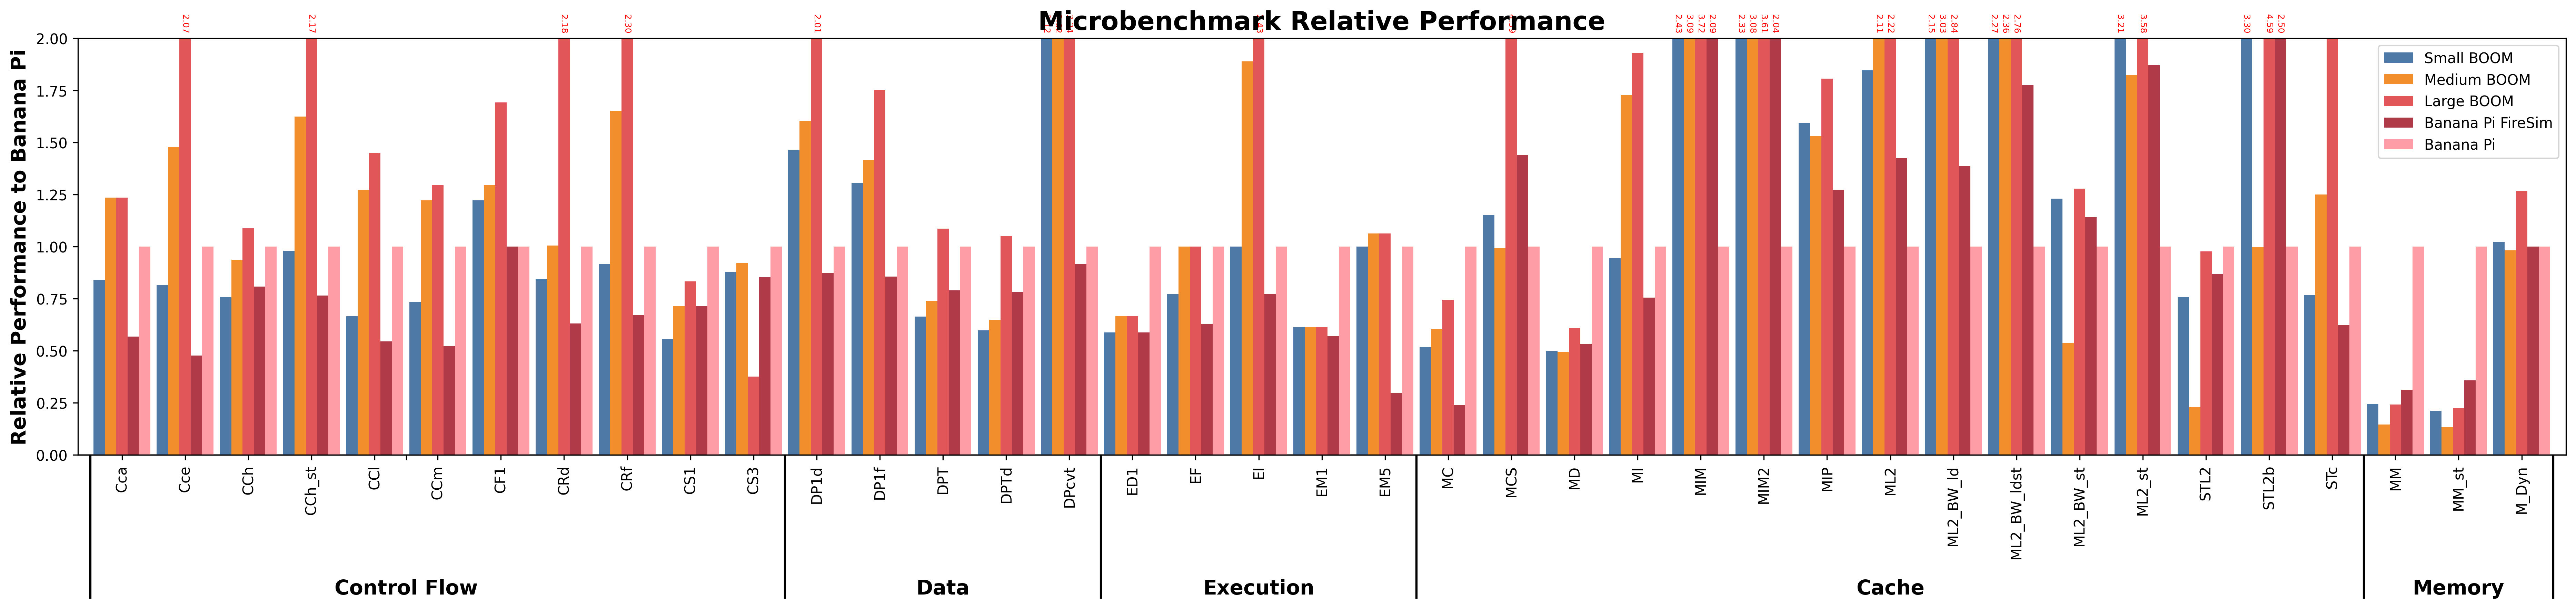 Microbenchmark Relative Performance
2.07
2.17
2.18
2.30
2.01
2.43
3.09
3.72
2.09
2.33
3.08
3.61
2.04
2.11
2.22
2.15
3.03
2.84
2.27
2.36
2.76
3.21
3.58
3.30
4.59
2.50
Relative Performance to Banana Pi
2.00
1.75
1.50
1.25
1.00
0.75
0.50
0.25
0.00
Small BOOM
Medium BOOM
Large BOOM
Banana Pi FireSim
Banana Pi
Cca
Cce
CCh
CCh_st
CCl
CCm
CF1
CRd
CRf
CS1
CS3
DP1d
DP1f
DPT
DPTd
DPcvt
ED1
EF
EI
EM1
EM5
MC
MCS
MD
MI
MIM
MIM2
MIP
ML2
ML2_BW_ld
ML2_BW_ldst
ML2_BW_st
ML2_st
STL2
STL2b
STc
MM
MM_st
M_Dyn
Control Flow
Data
Execution
Cache
Memory